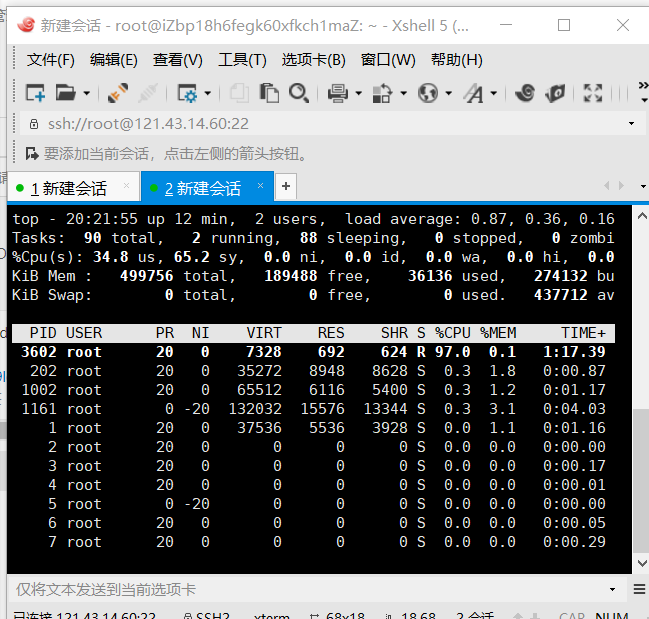 新建会话 - root@iZbp18h6fegk60xfkch1maZ: ~ - Xshell 5 (...
文件(F) 编辑(E) 查看(V) 工具(T) 选项卡(B) 窗口(W) 帮助(H)
ssh://root@121.43.14.60:22
要添加当前会话，点击左侧的箭头按钮。
1 新建会话 × 2 新建会话 × +
top - 20:21:55 up 12 min, 2 users, load average: 0.87, 0.36, 0.16
Tasks: 90 total, 2 running, 88 sleeping, 0 stopped, 0 zombi
%Cpu(s): 34.8 us, 65.2 sy, 0.0 ni, 0.0 id, 0.0 wa, 0.0 hi, 0.0
KiB Mem : 499756 total, 189488 free, 36136 used, 274132 bu
KiB Swap: 0 total, 0 free, 0 used. 437712 av
PID USER PR NI VIRT RES SHR S %CPU %MEM TIME+
3602 root 20 0 7328 692 624 R 97.0 0.1 1:17.39
202 root 20 0 35272 8948 8628 S 0.3 1.8 0:00.87
1002 root 20 0 65512 6116 5400 S 0.3 1.2 0:01.17
1161 root 0 -20 132032 15576 13344 S 0.3 3.1 0:04.03
1 root 20 0 37536 5536 3928 S 0.0 1.1 0:01.16
2 root 20 0 0 0 0 S 0.0 0.0 0:00.00
3 root 20 0 0 0 0 S 0.0 0.0 0:00.17
4 root 20 0 0 0 0 S 0.0 0.0 0:00.01
5 root 0 -20 0 0 0 S 0.0 0.0 0:00.00
6 root 20 0 0 0 0 S 0.0 0.0 0:00.05
7 root 20 0 0 0 0 S 0.0 0.0 0:00.29
仅将文本发送到当前选项卡
已连接 121.43.14.60:22 SSH2 xterm 68x18 18,68 2 会话 CAP NUM